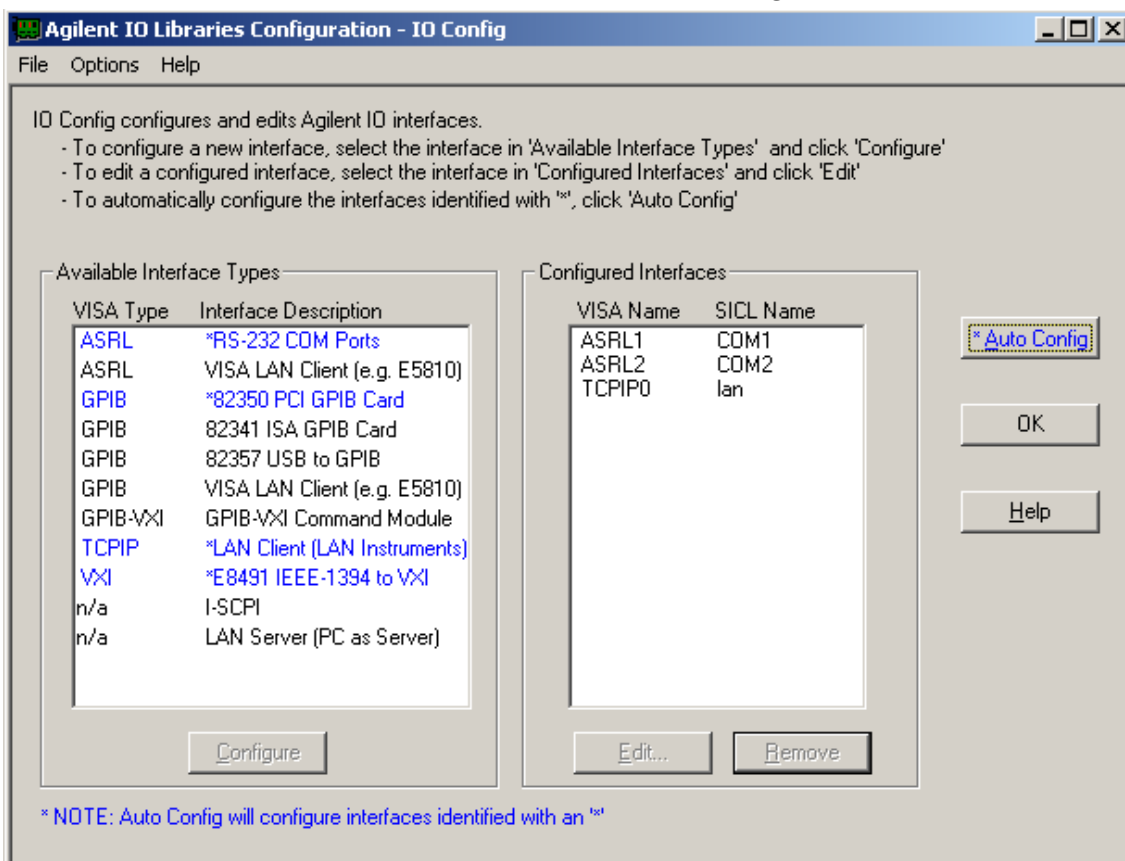 Agilent IO Libraries Configuration - IO Config
File Options Help
IO Config configures and edits Agilent IO interfaces.
- To configure a new interface, select the interface in 'Available Interface Types' and click 'Configure'
- To edit a configured interface, select the interface in 'Configured Interfaces' and click 'Edit'
- To automatically configure the interfaces identified with '*', click 'Auto Config'
Available Interface Types
VISA Type Interface Description
ASRL *RS-232 COM Ports
ASRL VISA LAN Client (e.g. E5810)
GPIB *82350 PCI GPIB Card
GPIB 82341 ISA GPIB Card
GPIB 82357 USB to GPIB
GPIB VISA LAN Client (e.g. E5810)
GPIB-VXI GPIB-VXI Command Module
TCPIP *LAN Client (LAN Instruments)
VXI *E8491 IEEE-1394 to VXI
n/a I-SCPI
n/a LAN Server (PC as Server)
Configure
Configured Interfaces
VISA Name SICL Name
ASRL1 COM1
ASRL2 COM2
TCPIP0 lan
Edit... Remove
* Auto Config
OK
Help
* NOTE: Auto Config will configure interfaces identified with an '*'